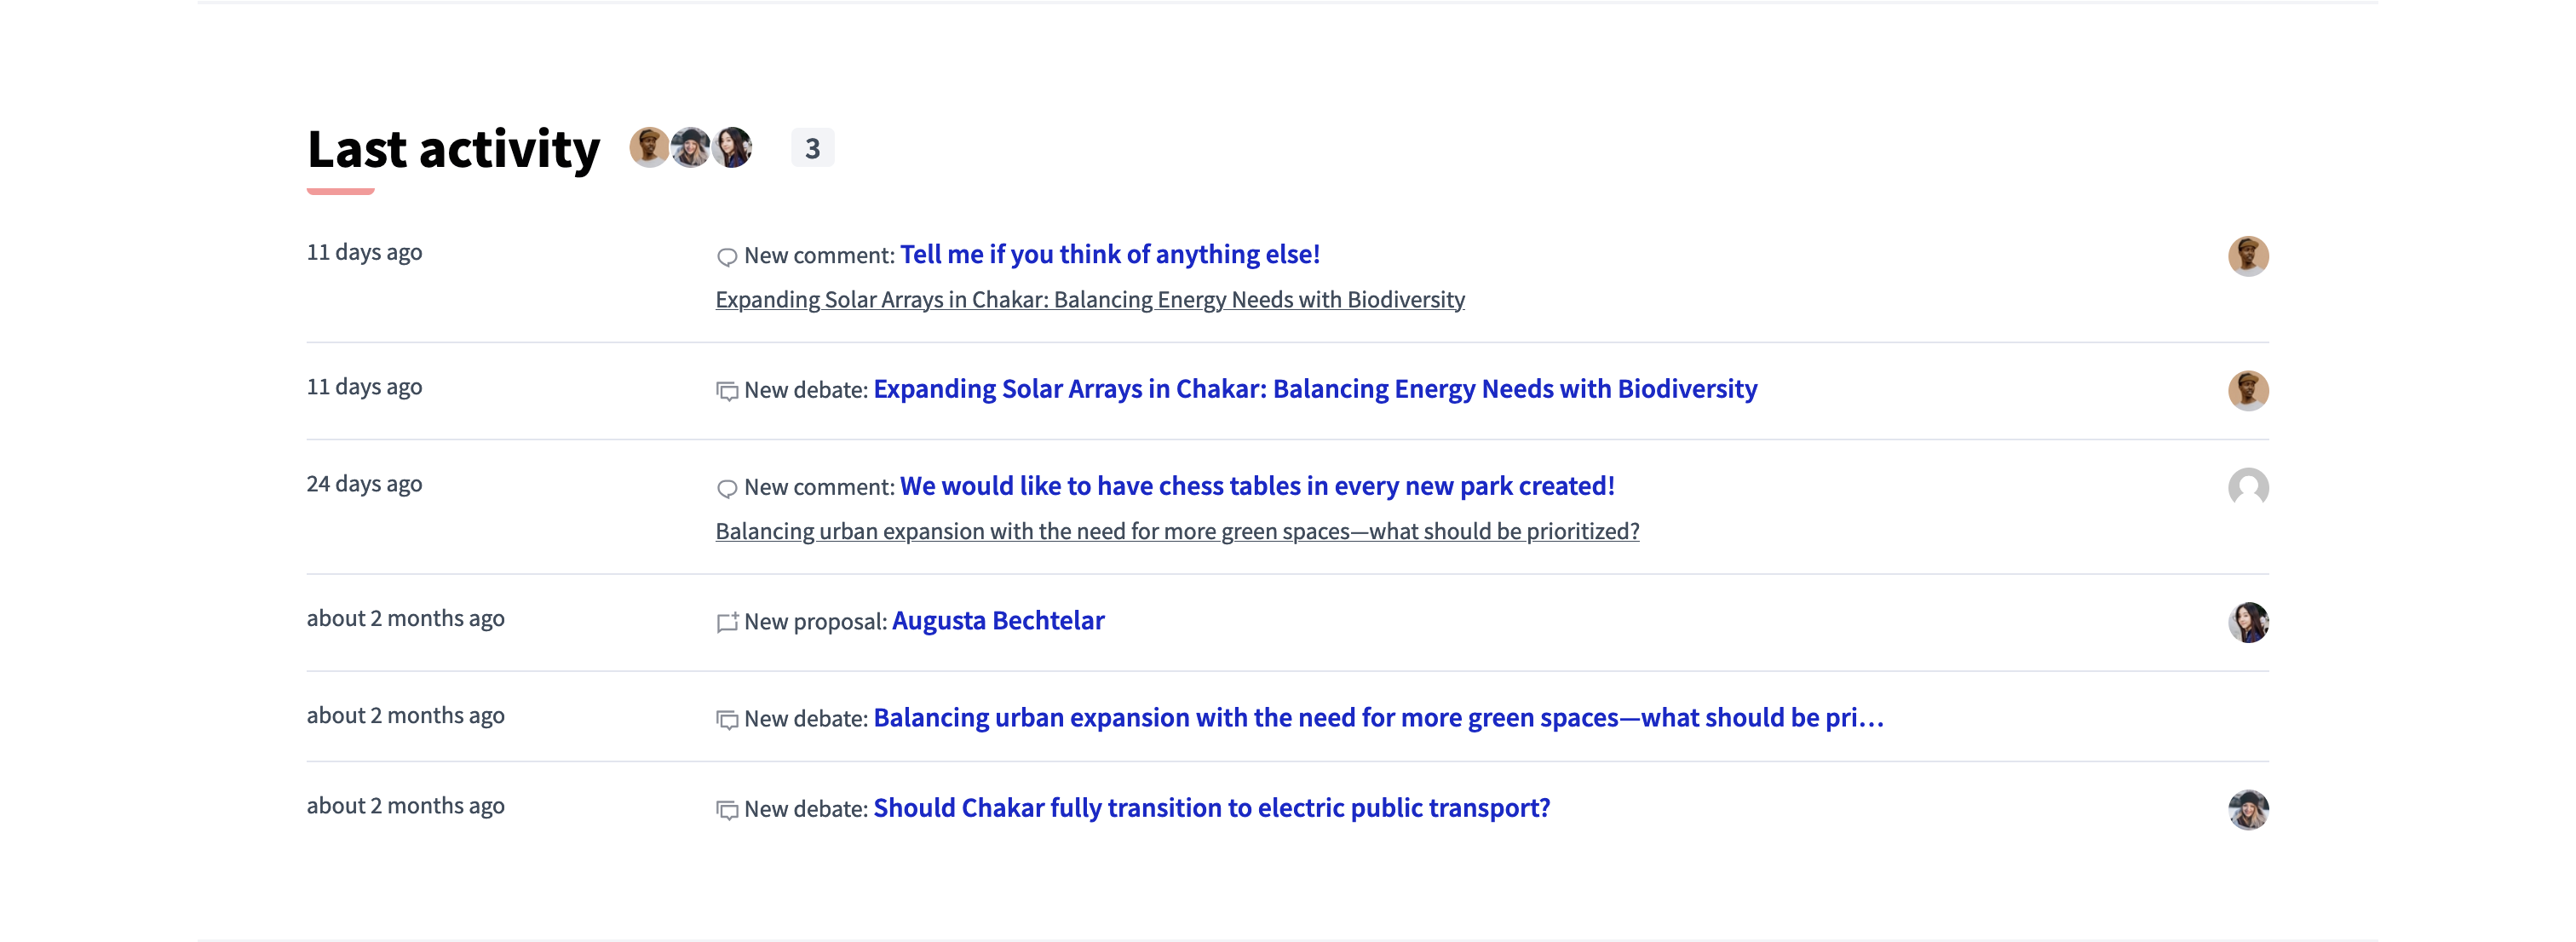 Last activity 3
11 days ago New comment: Tell me if you think of anything else!
Expanding Solar Arrays in Chakar: Balancing Energy Needs with Biodiversity
11 days ago New debate: Expanding Solar Arrays in Chakar: Balancing Energy Needs with Biodiversity
24 days ago New comment: We would like to have chess tables in every new park created!
Balancing urban expansion with the need for more green spaces—what should be prioritized?
about 2 months ago New proposal: Augusta Bechtelar
about 2 months ago New debate: Balancing urban expansion with the need for more green spaces—what should be pri…
about 2 months ago New debate: Should Chakar fully transition to electric public transport?